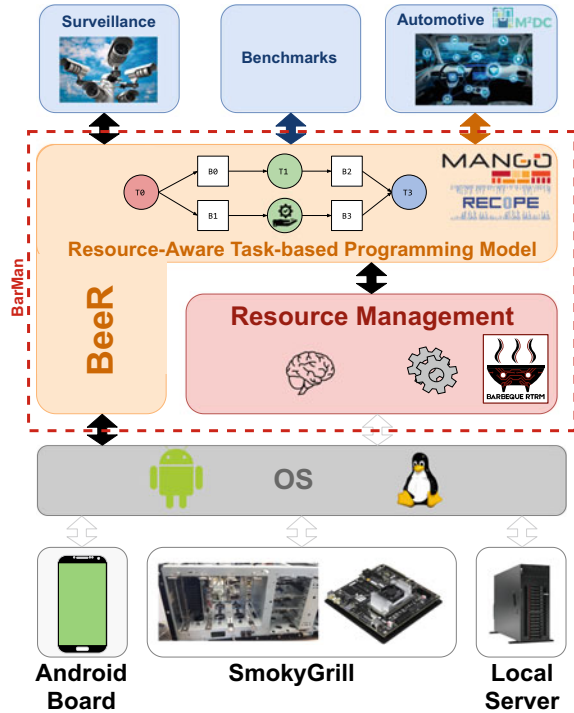 Surveillance
Benchmarks
Automotive
M²DC
MANGO
RECOPE
T0
B0
T1
B2
T3
B1
B3
Resource-Aware Task-based Programming Model
BarMan
BeeR
Resource Management
BARBEQUE RTRM
OS
Android
Board
SmokyGrill
Local
Server